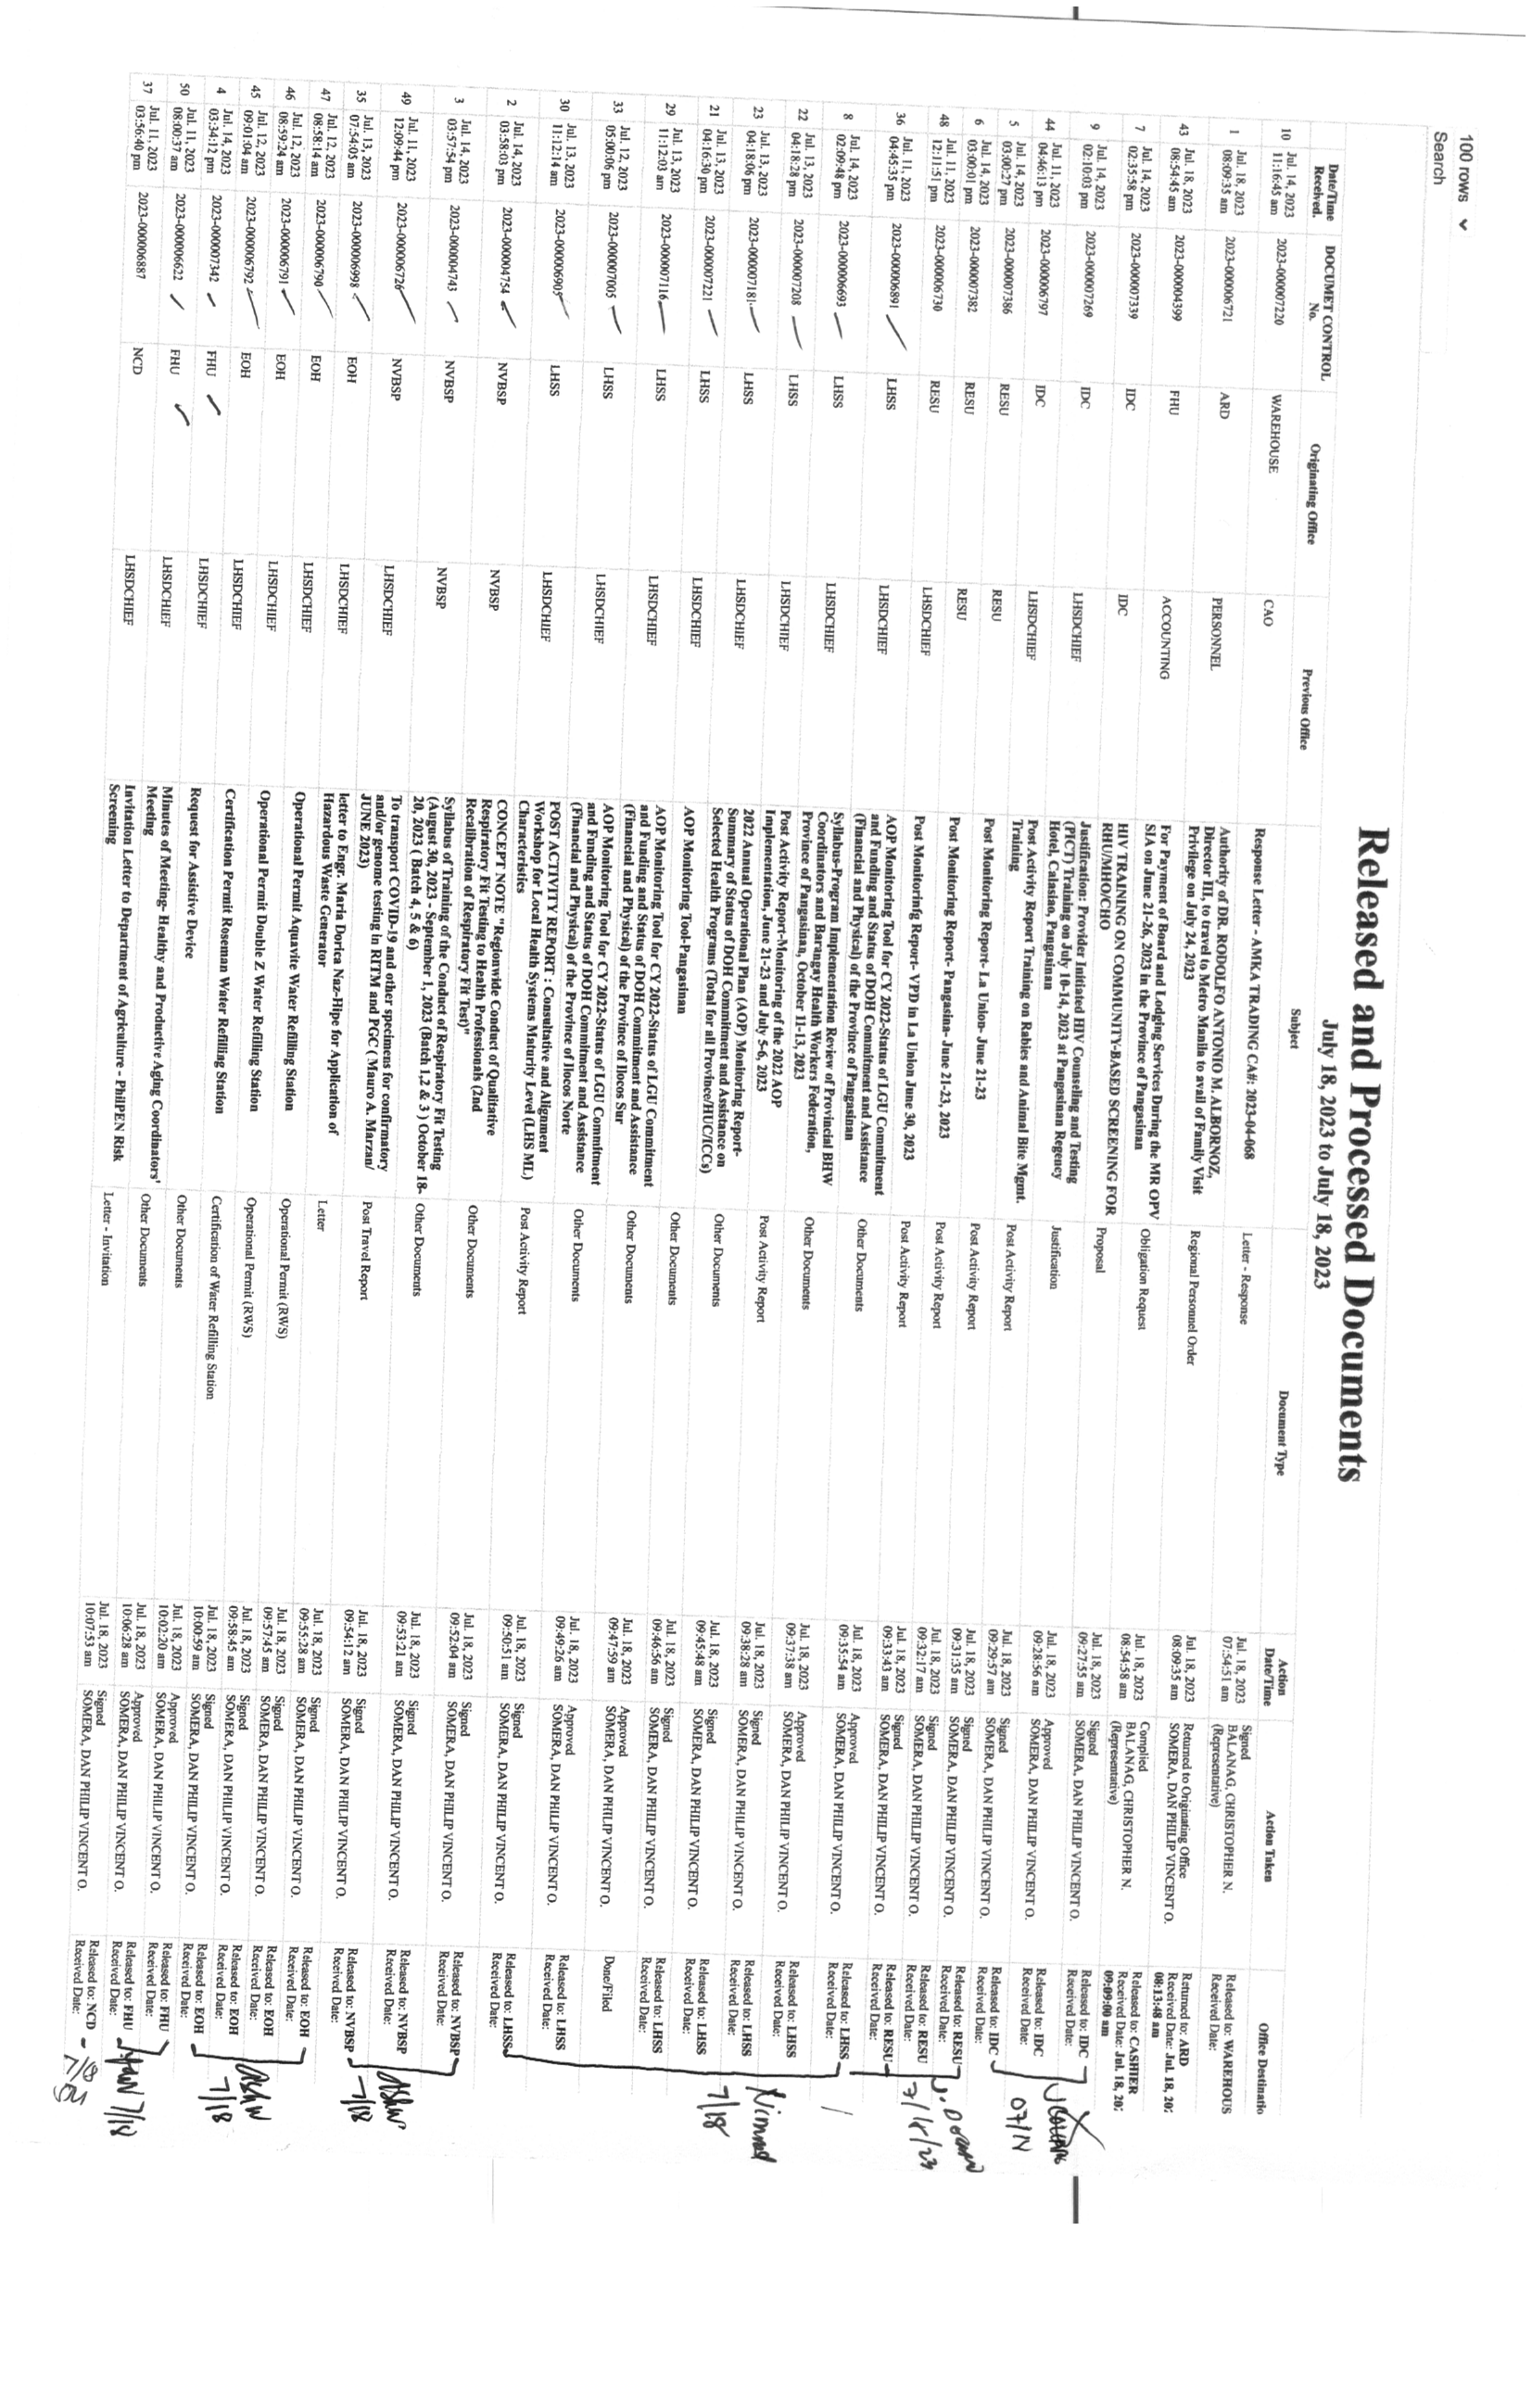 100 rows
Search
Released and Processed Documents
July 18, 2023 to July 18, 2023
Date/Time Received. DOCUMET CONTROL No. Originating Office Previous Office Subject Document Type Action Date/Time Action Taken Office Destinatio
10 Jul. 14, 2023 11:16:45 am 2023-000007220 WAREHOUSE CAO Response Letter - AMKA TRADING CA#: 2023-04-068 Letter - Response Jul. 18, 2023 07:54:51 am Signed BALANAG, CHRISTOPHER N. (Representative) Released to: WAREHOUS Received Date:
1 Jul. 18, 2023 08:09:35 am 2023-000006721 ARD PERSONNEL Authority of DR. RODOLFO ANTONIO M. ALBORNOZ, Director III, to travel to Metro Manila to avail of Family Visit Privilege on July 24, 2023 Regional Personnel Order Jul. 18, 2023 08:09:35 am Returned to Originating Office SOMERA, DAN PHILIP VINCENT O. Returned to: ARD Received Date: Jul. 18, 20: 08:13:48 am
43 Jul. 18, 2023 08:54:45 am 2023-000004399 FHU ACCOUNTING For Payment of Board and Lodging Services During the MR OPV SIA on June 21-26, 2023 in the Province of Pangasinan Obligation Request Jul. 18, 2023 08:54:58 am Complied BALANAG, CHRISTOPHER N. (Representative) Released to: CASHIER Received Date: Jul. 18, 20: 09:09:00 am
7 Jul. 14, 2023 02:35:58 pm 2023-000007339 IDC IDC HIV TRAINING ON COMMUNITY-BASED SCREENING FOR RHU/MHO/CHO Proposal Jul. 18, 2023 09:27:55 am Signed SOMERA, DAN PHILIP VINCENT O. Released to: IDC Received Date:
9 Jul. 14, 2023 02:10:03 pm 2023-000007269 IDC LHSDCHIEF Justification: Provider Initiated HIV Counseling and Testing (PICT) Training on July 10-14, 2023 at Pangasinan Regency Hotel, Calasiao, Pangasinan Justification Jul. 18, 2023 09:28:56 am Approved SOMERA, DAN PHILIP VINCENT O. Released to: IDC Received Date:
44 Jul. 11, 2023 04:46:13 pm 2023-000006797 IDC LHSDCHIEF Post Activity Report Training on Rabies and Animal Bite Mgmt. Training Post Activity Report Jul. 18, 2023 09:29:57 am Signed SOMERA, DAN PHILIP VINCENT O. Released to: IDC Received Date:
5 Jul. 14, 2023 03:00:27 pm 2023-000007386 RESU RESU Post Monitoring Report- La Union- June 21-23 Post Activity Report Jul. 18, 2023 09:31:35 am Signed SOMERA, DAN PHILIP VINCENT O. Released to: RESU Received Date:
6 Jul. 14, 2023 03:00:01 pm 2023-000007382 RESU RESU Post Monitoring Report- Pangasina- June 21-23, 2023 Post Activity Report Jul. 18, 2023 09:32:17 am Signed SOMERA, DAN PHILIP VINCENT O. Released to: RESU Received Date:
48 Jul. 11, 2023 12:11:51 pm 2023-000006730 RESU LHSDCHIEF Post Monitorinfg Report- VPD in La Union June 30, 2023 Post Activity Report Jul. 18, 2023 09:33:43 am Signed SOMERA, DAN PHILIP VINCENT O. Released to: RESU Received Date:
36 Jul. 11, 2023 04:45:35 pm 2023-000006891 LHSS LHSDCHIEF AOP Monitoring Tool for CY 2022-Status of LGU Commitment and Funding and Status of DOH Commitment and Assistance (Financial and Physical) of the Province of Pangasinan Other Documents Jul. 18, 2023 09:35:54 am Approved SOMERA, DAN PHILIP VINCENT O. Released to: LHSS Received Date:
8 Jul. 14, 2023 02:09:48 pm 2023-000006693 LHSS LHSDCHIEF Syllabus-Program Implementation Review of Provincial BHW Coordinators and Barangay Health Workers Federation, Province of Pangasinan, October 11-13, 2023 Other Documents Jul. 18, 2023 09:37:38 am Approved SOMERA, DAN PHILIP VINCENT O. Released to: LHSS Received Date:
22 Jul. 13, 2023 04:18:28 pm 2023-000007208 LHSS LHSDCHIEF Post Activity Report-Monitoring of the 2022 AOP Implementation, June 21-23 and July 5-6, 2023 Post Activity Report Jul. 18, 2023 09:38:28 am Signed SOMERA, DAN PHILIP VINCENT O. Released to: LHSS Received Date:
23 Jul. 13, 2023 04:18:06 pm 2023-000007181 LHSS LHSDCHIEF 2022 Annual Operational Plan (AOP) Monitoring Report- Summary of Status of DOH Commitment and Assistance on Selected Health Programs (Total for all Province/HUC/ICCs) Other Documents Jul. 18, 2023 09:45:48 am Signed SOMERA, DAN PHILIP VINCENT O. Released to: LHSS Received Date:
21 Jul. 13, 2023 04:16:30 pm 2023-000007221 LHSS LHSDCHIEF AOP Monitoring Tool-Pangasinan Other Documents Jul. 18, 2023 09:46:56 am Signed SOMERA, DAN PHILIP VINCENT O. Released to: LHSS Received Date:
29 Jul. 13, 2023 11:12:03 am 2023-000007116 LHSS LHSDCHIEF AOP Monitoring Tool for CY 2022-Status of LGU Commitment and Funding and Status of DOH Commitment and Assistance (Financial and Physical) of the Province of Ilocos Sur Other Documents Jul. 18, 2023 09:47:59 am Approved SOMERA, DAN PHILIP VINCENT O. Done/Filed
33 Jul. 12, 2023 05:00:06 pm 2023-000007005 LHSS LHSDCHIEF AOP Monitoring Tool for CY 2022-Status of LGU Commitment and Funding and Status of DOH Commitment and Assistance (Financial and Physical) of the Province of Ilocos Norte Other Documents Jul. 18, 2023 09:49:26 am Approved SOMERA, DAN PHILIP VINCENT O. Released to: LHSS Received Date:
30 Jul. 13, 2023 11:12:14 am 2023-000006905 LHSS LHSDCHIEF POST ACTIVITY REPORT : Consultative and Alignment Workshop for Local Health Systems Maturity Level (LHS ML) Characteristics Post Activity Report Jul. 18, 2023 09:50:51 am Signed SOMERA, DAN PHILIP VINCENT O. Released to: LHSS Received Date:
2 Jul. 14, 2023 03:58:03 pm 2023-000004754 NVBSP NVBSP CONCEPT NOTE "Regionwide Conduct of Qualitative Respiratory Fit Testing to Health Professionals (2nd Recalibration of Respiratory Fit Test)" Other Documents Jul. 18, 2023 09:52:04 am Signed SOMERA, DAN PHILIP VINCENT O. Released to: NVBSP Received Date:
3 Jul. 14, 2023 03:57:54 pm 2023-000004743 NVBSP NVBSP Syllabus of Training of the Conduct of Respiratory Fit Testing (August 30, 2023 - September 1, 2023 (Batch 1,2 & 3 ) October 18-20, 2023 ( Batch 4, 5 & 6) Other Documents Jul. 18, 2023 09:53:21 am Signed SOMERA, DAN PHILIP VINCENT O. Released to: NVBSP Received Date:
49 Jul. 11, 2023 12:09:44 pm 2023-000006726 NVBSP LHSDCHIEF To transport COVID-19 and other specimens for confirmatory and/or genome testing in RITM and PGC ( Mauro A. Marzan/ JUNE 2023) Post Travel Report Jul. 18, 2023 09:54:12 am Signed SOMERA, DAN PHILIP VINCENT O. Released to: NVBSP Received Date:
35 Jul. 13, 2023 07:54:05 am 2023-000006998 EOH LHSDCHIEF letter to Engr. Maria Dorica Naz-Hipe for Application of Hazardous Waste Generator Letter Jul. 18, 2023 09:55:28 am Signed SOMERA, DAN PHILIP VINCENT O. Released to: EOH Received Date:
47 Jul. 12, 2023 08:58:14 am 2023-000006790 EOH LHSDCHIEF Operational Permit Aquavite Water Refilling Station Operational Permit (RWS) Jul. 18, 2023 09:57:45 am Signed SOMERA, DAN PHILIP VINCENT O. Released to: EOH Received Date:
46 Jul. 12, 2023 08:59:24 am 2023-000006791 EOH LHSDCHIEF Operational Permit Double Z Water Refilling Station Operational Permit (RWS) Jul. 18, 2023 09:58:45 am Signed SOMERA, DAN PHILIP VINCENT O. Released to: EOH Received Date:
45 Jul. 12, 2023 09:01:04 am 2023-000006792 EOH LHSDCHIEF Certification Permit Roseman Water Refilling Station Certification of Water Refilling Station Jul. 18, 2023 10:00:59 am Signed SOMERA, DAN PHILIP VINCENT O. Released to: EOH Received Date:
4 Jul. 14, 2023 03:34:12 pm 2023-000007342 FHU LHSDCHIEF Request for Assistive Device Other Documents Jul. 18, 2023 10:02:20 am Approved SOMERA, DAN PHILIP VINCENT O. Released to: FHU Received Date:
50 Jul. 11, 2023 08:00:37 am 2023-000006622 FHU LHSDCHIEF Minutes of Meeting- Healthy and Productive Aging Coordinators' Meeting Other Documents Jul. 18, 2023 10:06:28 am Approved SOMERA, DAN PHILIP VINCENT O. Released to: FHU Received Date:
37 Jul. 11, 2023 03:56:40 pm 2023-000006887 NCD LHSDCHIEF Invitation Letter to Department of Agriculture - PhilPEN Risk Screening Letter - Invitation Jul. 18, 2023 10:07:53 am Signed SOMERA, DAN PHILIP VINCENT O. Released to: NCD Received Date:
7/18/23
7/18
7/18
7/18
7/18
7/18